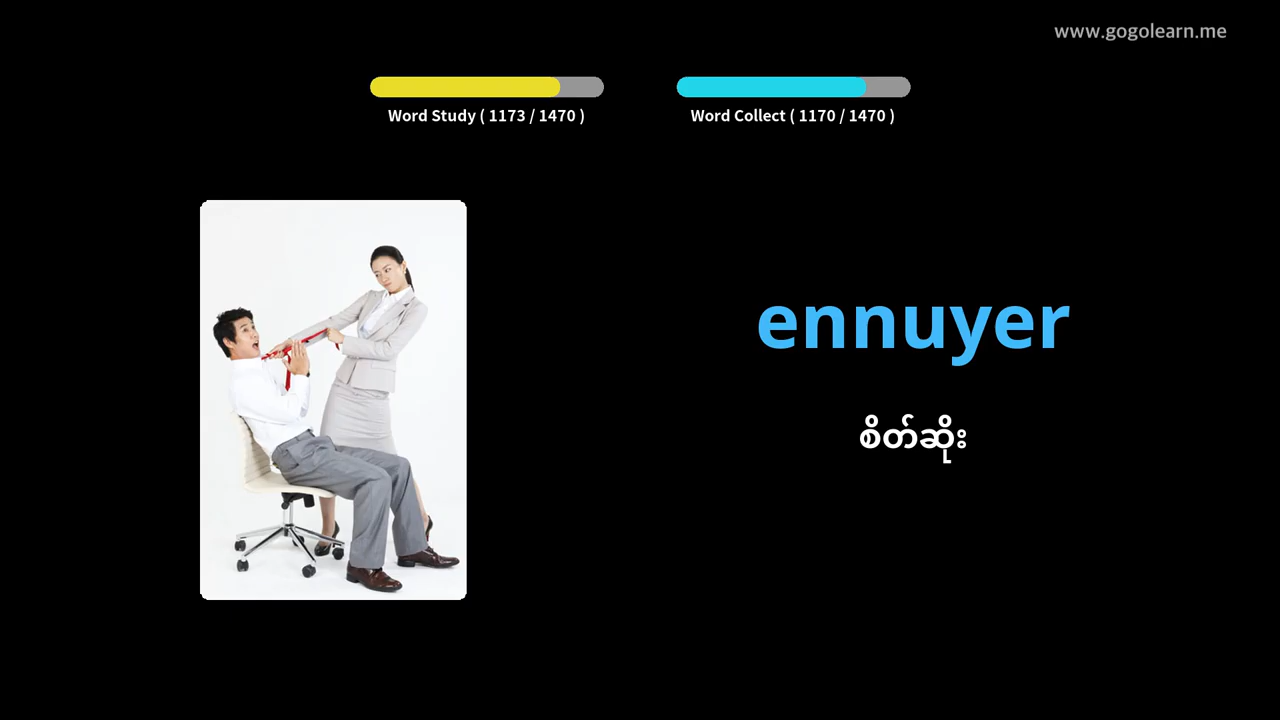 www.gogolearn.me
Word Study ( 1173 / 1470 )
Word Collect ( 1170 / 1470 )
ennuyer
စိတ်ဆိုး